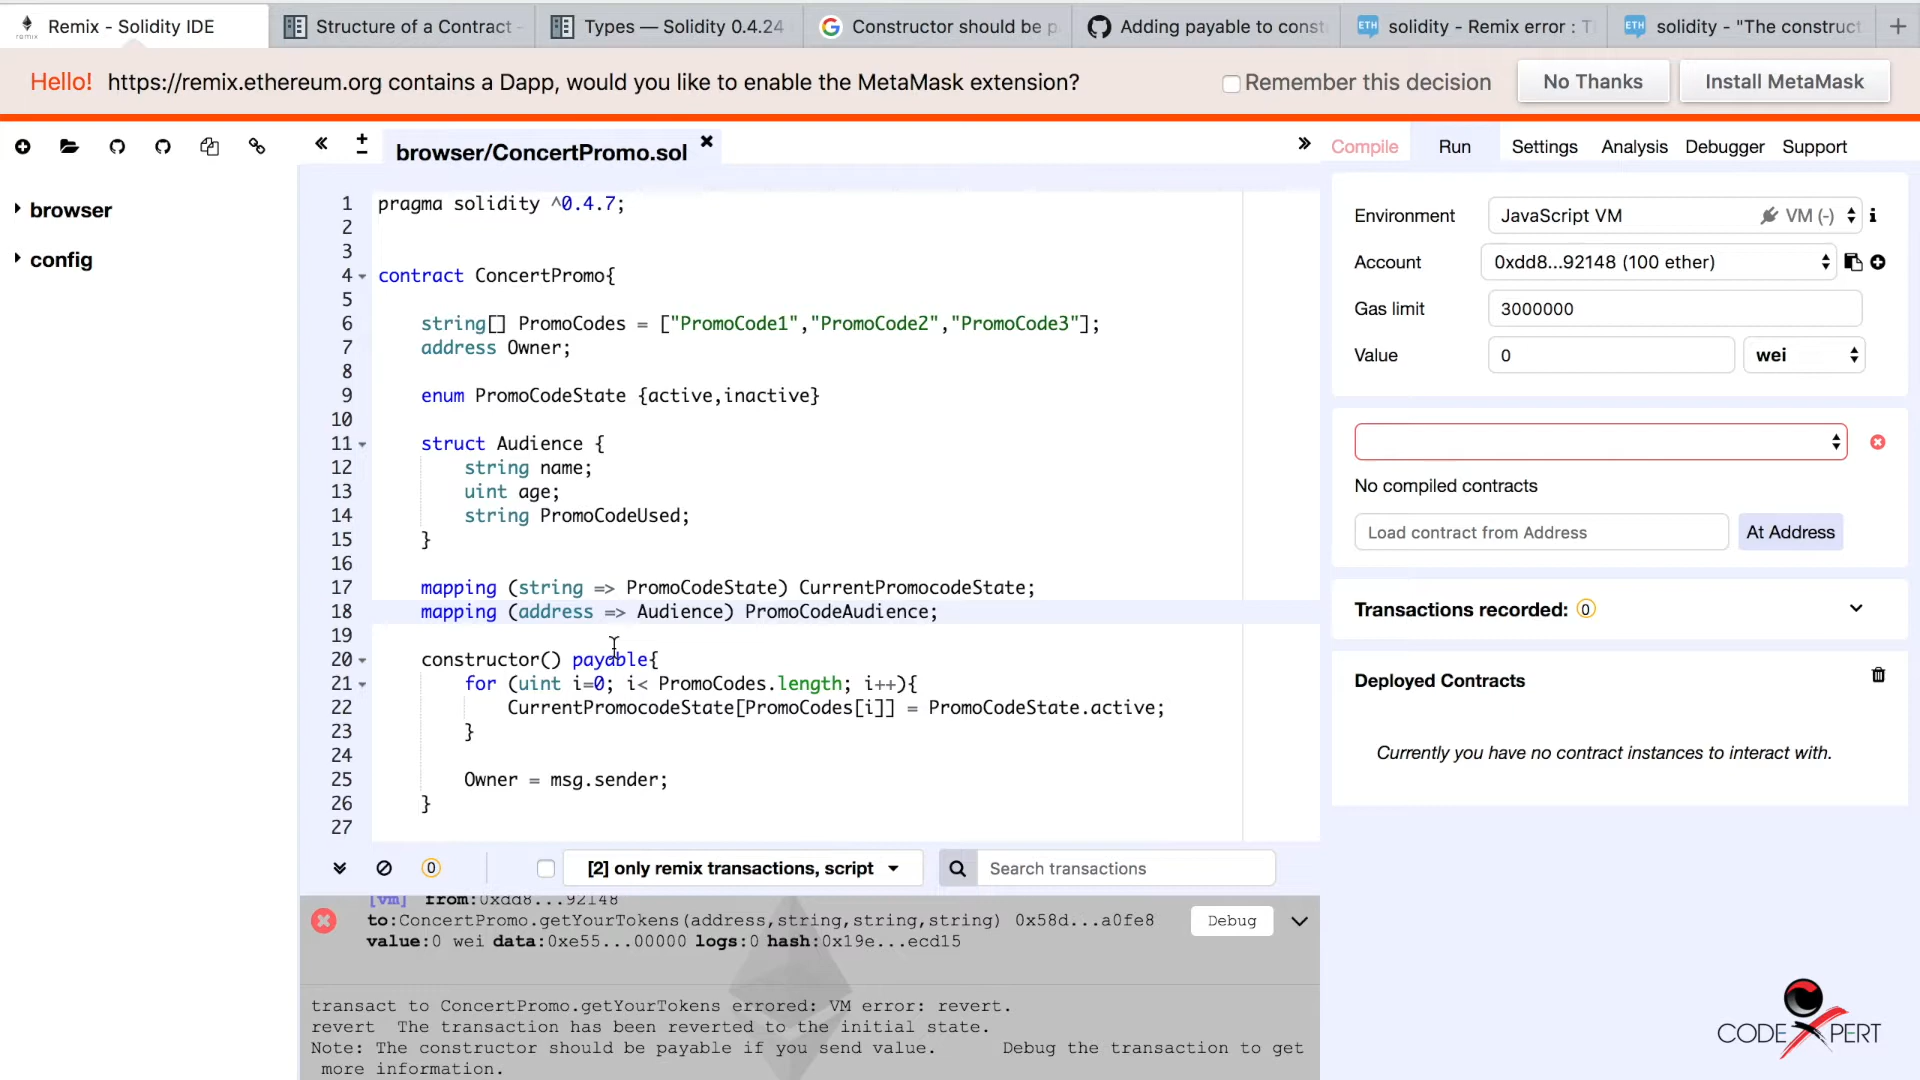 Remix - Solidity IDE
Structure of a Contract -
Types — Solidity 0.4.24
Constructor should be p
Adding payable to const
solidity - Remix error : T
solidity - "The construct
Hello! https://remix.ethereum.org contains a Dapp, would you like to enable the MetaMask extension?
Remember this decision
No Thanks
Install MetaMask
browser/ConcertPromo.sol
Compile
Run
Settings
Analysis
Debugger
Support
browser
config
1 pragma solidity ^0.4.7;
2
3
4 contract ConcertPromo{
5
6 string[] PromoCodes = ["PromoCode1","PromoCode2","PromoCode3"];
7 address Owner;
8
9 enum PromoCodeState {active,inactive}
10
11 struct Audience {
12 string name;
13 uint age;
14 string PromoCodeUsed;
15 }
16
17 mapping (string => PromoCodeState) CurrentPromocodeState;
18 mapping (address => Audience) PromoCodeAudience;
19
20 constructor() payable{
21 for (uint i=0; i< PromoCodes.length; i++){
22 CurrentPromocodeState[PromoCodes[i]] = PromoCodeState.active;
23 }
24
25 Owner = msg.sender;
26 }
27
Environment
JavaScript VM
VM (-)
Account
0xdd8...92148 (100 ether)
Gas limit
3000000
Value
0
wei
No compiled contracts
Load contract from Address
At Address
Transactions recorded: 0
Deployed Contracts
Currently you have no contract instances to interact with.
0
[2] only remix transactions, script
Search transactions
[vm] from:0xdd8...92148
to:ConcertPromo.getYourTokens(address,string,string,string) 0x58d...a0fe8
value:0 wei data:0xe55...00000 logs:0 hash:0x19e...ecd15
Debug
transact to ConcertPromo.getYourTokens errored: VM error: revert.
revert The transaction has been reverted to the initial state.
Note: The constructor should be payable if you send value. Debug the transaction to get
more information.
CODEXPERT